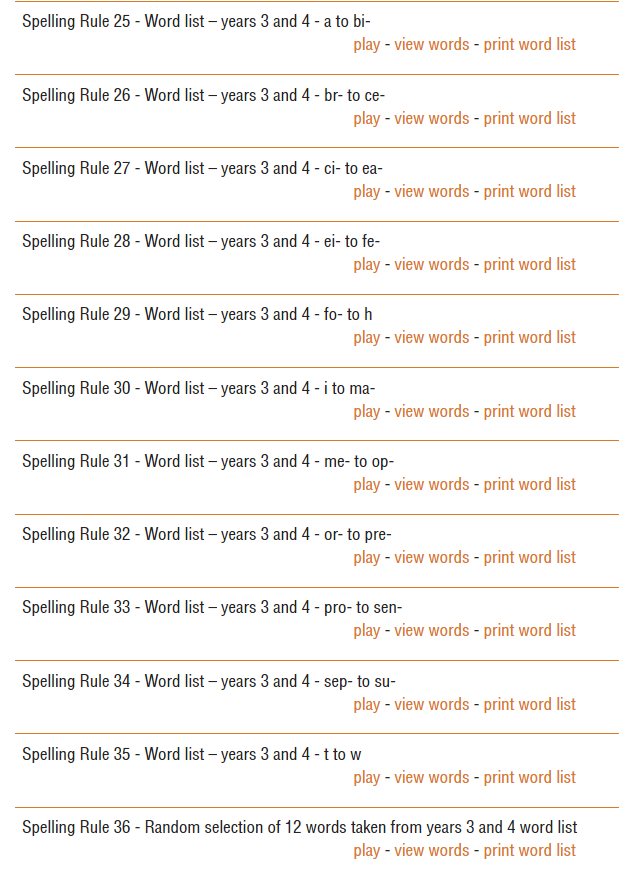 Spelling Rule 25 - Word list – years 3 and 4 - a to bi-
play - view words - print word list
Spelling Rule 26 - Word list – years 3 and 4 - br- to ce-
play - view words - print word list
Spelling Rule 27 - Word list – years 3 and 4 - ci- to ea-
play - view words - print word list
Spelling Rule 28 - Word list – years 3 and 4 - ei- to fe-
play - view words - print word list
Spelling Rule 29 - Word list – years 3 and 4 - fo- to h
play - view words - print word list
Spelling Rule 30 - Word list – years 3 and 4 - i to ma-
play - view words - print word list
Spelling Rule 31 - Word list – years 3 and 4 - me- to op-
play - view words - print word list
Spelling Rule 32 - Word list – years 3 and 4 - or- to pre-
play - view words - print word list
Spelling Rule 33 - Word list – years 3 and 4 - pro- to sen-
play - view words - print word list
Spelling Rule 34 - Word list – years 3 and 4 - sep- to su-
play - view words - print word list
Spelling Rule 35 - Word list – years 3 and 4 - t to w
play - view words - print word list
Spelling Rule 36 - Random selection of 12 words taken from years 3 and 4 word list
play - view words - print word list